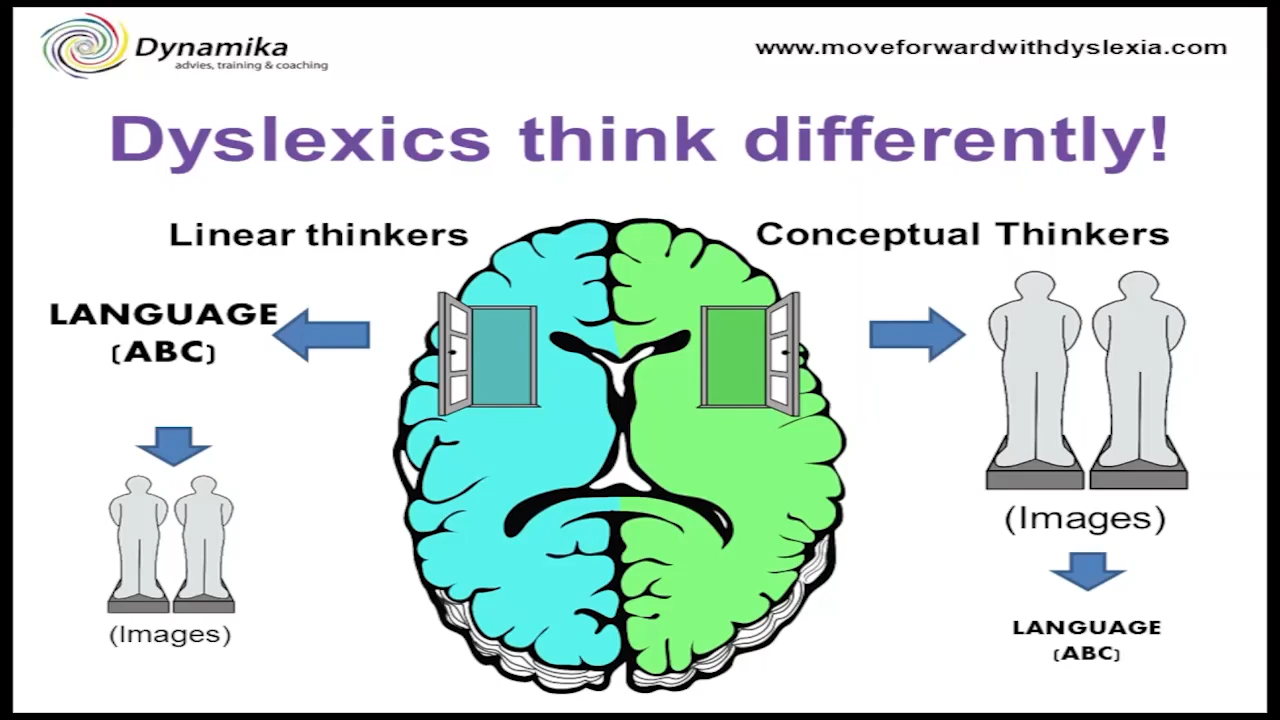 Dynamika
advies, training & coaching
www.moveforwardwithdyslexia.com
Dyslexics think differently!
Linear thinkers
LANGUAGE
(ABC)
(Images)
Conceptual Thinkers
(Images)
LANGUAGE
(ABC)